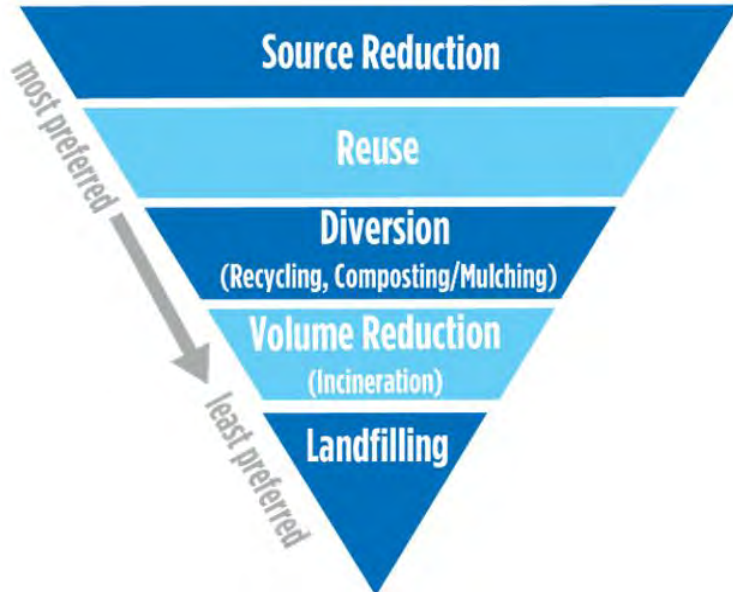 Source Reduction
most preferred
Reuse
Diversion
(Recycling, Composting/Mulching)
Volume Reduction
(Incineration)
least preferred
Landfilling